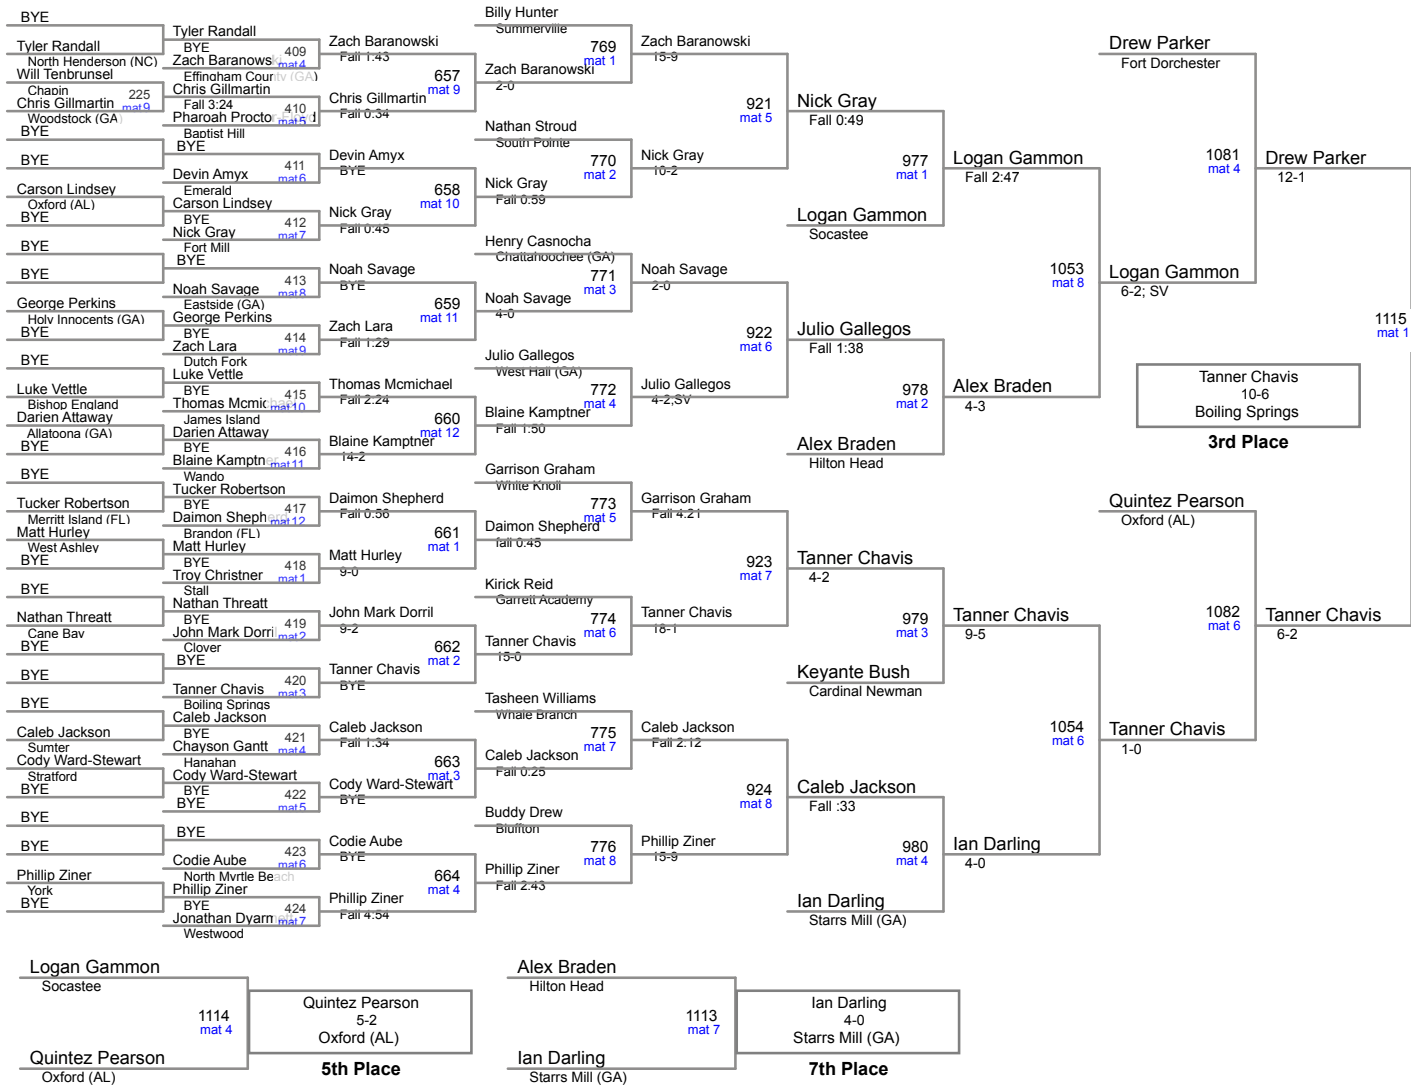 BYE
Tyler Randall
North Henderson (NC)
Will Tenbrunsel
Chapin
Chris Gillmartin
Woodstock (GA)
225
mat9
BYE
BYE
Carson Lindsey
Oxford (AL)
BYE
BYE
BYE
George Perkins
Holy Innocents (GA)
BYE
BYE
Luke Vettle
Bishop England
Darien Attaway
Allatoona (GA)
BYE
BYE
Tucker Robertson
Merritt Island (FL)
Matt Hurley
West Ashley
BYE
BYE
Nathan Threatt
Cane Bay
BYE
BYE
BYE
Caleb Jackson
Sumter
Cody Ward-Stewart
Stratford
BYE
BYE
BYE
Phillip Ziner
York
BYE
Tyler Randall
BYE
409
Zach Baranowski
mat4
Effingham County (GA)
Chris Gillmartin
Fall 3:24
410
Pharoah Proctor-Floyd
mat5
Baptist Hill
BYE
411
Devin Amyx
mat6
Emerald
Carson Lindsey
BYE
412
Nick Gray
mat7
Fort Mill
BYE
413
Noah Savage
mat8
Eastside (GA)
George Perkins
BYE
414
Zach Lara
mat9
Dutch Fork
Luke Vettle
BYE
415
Thomas Mcmichael
mat10
James Island
Darien Attaway
BYE
416
Blaine Kamptner
mat11
Wando
Tucker Robertson
BYE
417
Daimon Shepherd
mat12
Brandon (FL)
Matt Hurley
BYE
418
Troy Christner
mat1
Stall
Nathan Threatt
BYE
419
John Mark Dorril
mat2
Clover
BYE
420
Tanner Chavis
mat3
Boiling Springs
Caleb Jackson
BYE
421
Chayson Gantt
mat4
Hanahan
Cody Ward-Stewart
BYE
422
BYE
mat5
BYE
423
Codie Aube
mat6
North Myrtle Beach
Phillip Ziner
BYE
424
mat7
Westwood
Zach Baranowski
Fall 1:43
657
mat 9
Chris Gillmartin
Fall 0:34
Devin Amyx
BYE
658
mat 10
Nick Gray
Fall 0:45
Noah Savage
BYE
659
mat 11
Zach Lara
Fall 1:29
Thomas Mcmichael
Fall 2:24
660
mat 12
Blaine Kamptner
14-2
Daimon Shepherd
Fall 0:56
661
mat 1
Matt Hurley
9-0
John Mark Dorril
9-2
662
mat 2
Tanner Chavis
BYE
Caleb Jackson
Fall 1:34
663
mat 3
Cody Ward-Stewart
BYE
Codie Aube
BYE
664
mat 4
Phillip Ziner
Fall 4:54
Billy Hunter
Summerville
769
mat 1
Zach Baranowski
2-0
Nathan Stroud
South Pointe
770
mat 2
Nick Gray
Fall 0:59
Henry Casnocha
Chattahoochee (GA)
771
mat 3
Noah Savage
4-0
Julio Gallegos
West Hall (GA)
772
mat 4
Blaine Kamptner
Fall 1:50
Garrison Graham
White Knoll
773
mat 5
Daimon Shepherd
fall 0:45
Kirick Reid
Garrett Academy
774
mat 6
Tanner Chavis
15-0
Tasheen Williams
Whale Branch
775
mat 7
Caleb Jackson
Fall 0:25
Buddy Drew
Bluffton
776
mat 8
Phillip Ziner
Fall 2:43
Zach Baranowski
15-9
921
mat 5
Nick Gray
10-2
Noah Savage
2-0
922
mat 6
Julio Gallegos
4-2;SV
Garrison Graham
Fall 4:21
923
mat 7
Tanner Chavis
18-1
Caleb Jackson
Fall 2:12
924
mat 8
Phillip Ziner
15-9
Nick Gray
Fall 0:49
977
mat 1
Logan Gammon
Socastee
Julio Gallegos
Fall 1:38
978
mat 2
Alex Braden
Hilton Head
Tanner Chavis
4-2
979
mat 3
Keyante Bush
Cardinal Newman
Caleb Jackson
Fall :33
980
mat 4
Ian Darling
Starrs Mill (GA)
Logan Gammon
Fall 2:47
1053
mat 8
Alex Braden
4-3
Tanner Chavis
9-5
1054
mat 6
Ian Darling
4-0
Drew Parker
Fort Dorchester
1081
mat 4
Logan Gammon
6-2; SV
Quintez Pearson
Oxford (AL)
1082
mat 6
Tanner Chavis
1-0
Drew Parker
12-1
1115
mat 1
Tanner Chavis
6-2
Tanner Chavis
10-6
Boiling Springs
3rd Place
Logan Gammon
Socastee
1114
mat 4
Quintez Pearson
Oxford (AL)
Quintez Pearson
5-2
Oxford (AL)
5th Place
Alex Braden
Hilton Head
1113
mat 7
Ian Darling
Starrs Mill (GA)
Ian Darling
4-0
Starrs Mill (GA)
7th Place